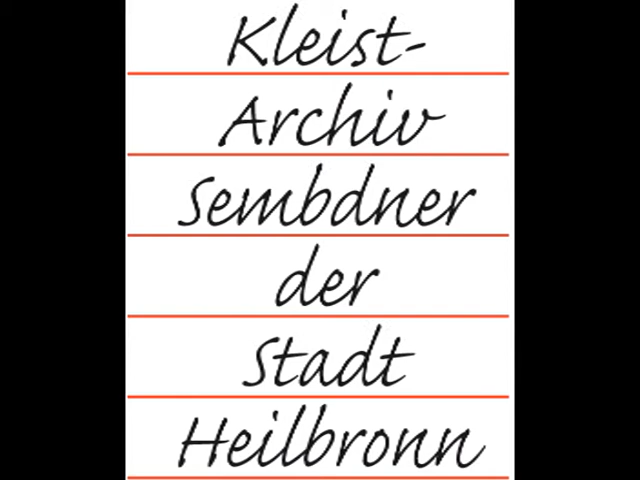 Kleist-
Archiv
Sembdner
der
Stadt
Heilbronn